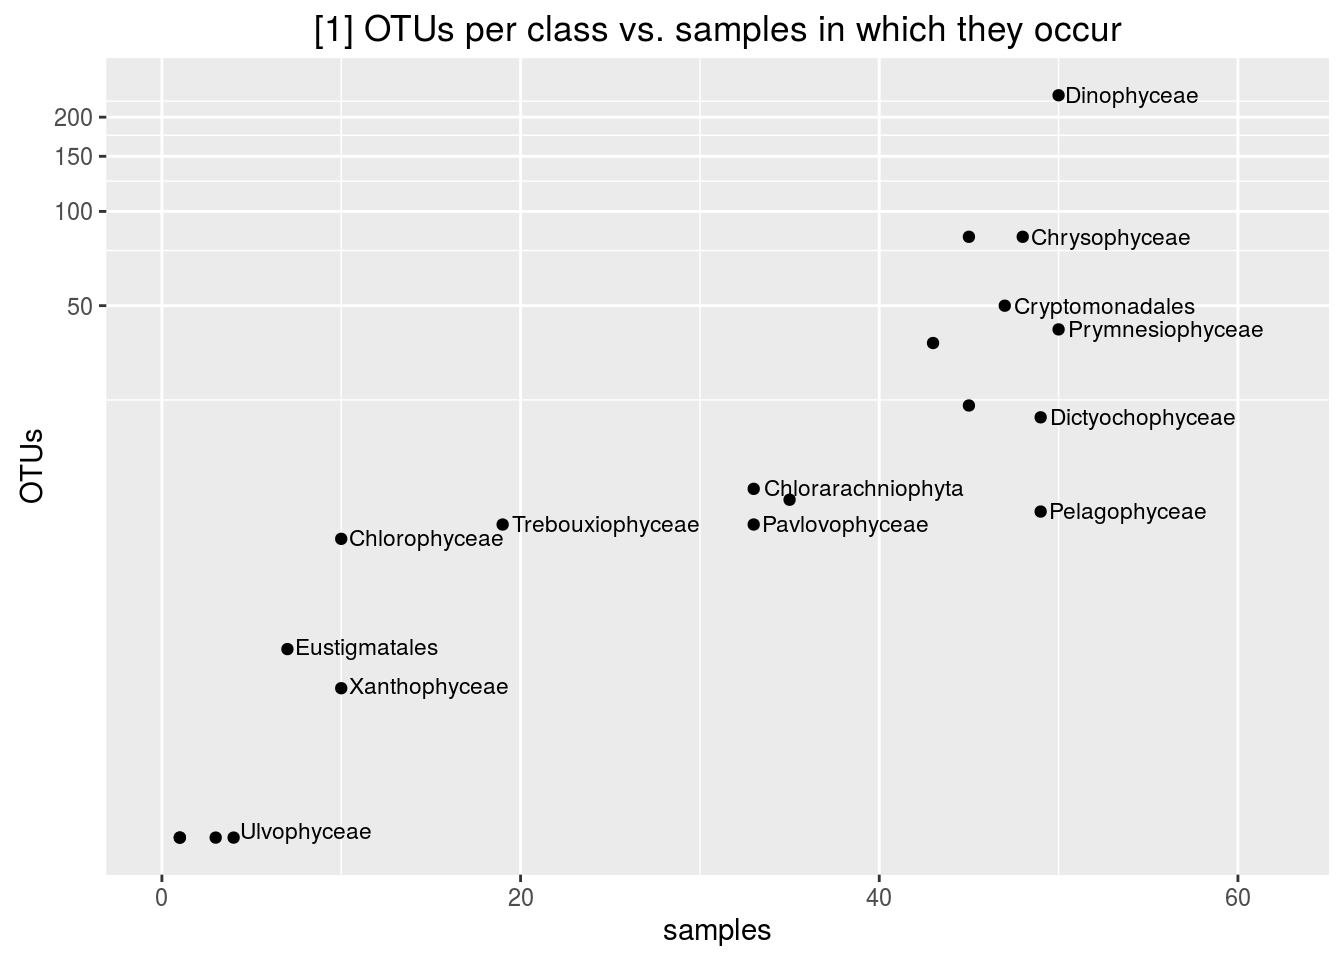 [1] OTUs per class vs. samples in which they occur
Dinophyceae
200
150
100
Chrysophyceae
50
Cryptomonadales
Prymnesiophyceae
Dictyochophyceae
OTUs
Chlorarachniophyta
Pelagophyceae
Trebouxiophyceae
Pavlovophyceae
Chlorophyceae
Eustigmatales
Xanthophyceae
Ulvophyceae
0 20 40 60
samples